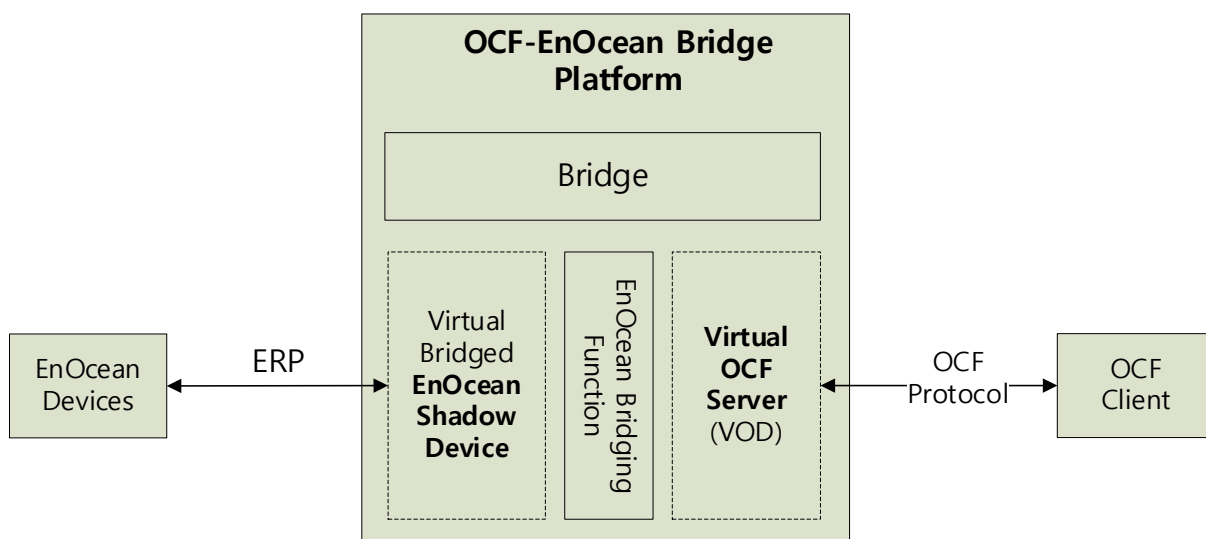 OCF-EnOcean Bridge
Platform
Bridge
EnOcean
Devices
ERP
Virtual
Bridged
EnOcean
Shadow
Device
EnOcean Bridging
Function
Virtual
OCF
Server
(VOD)
OCF
Protocol
OCF
Client